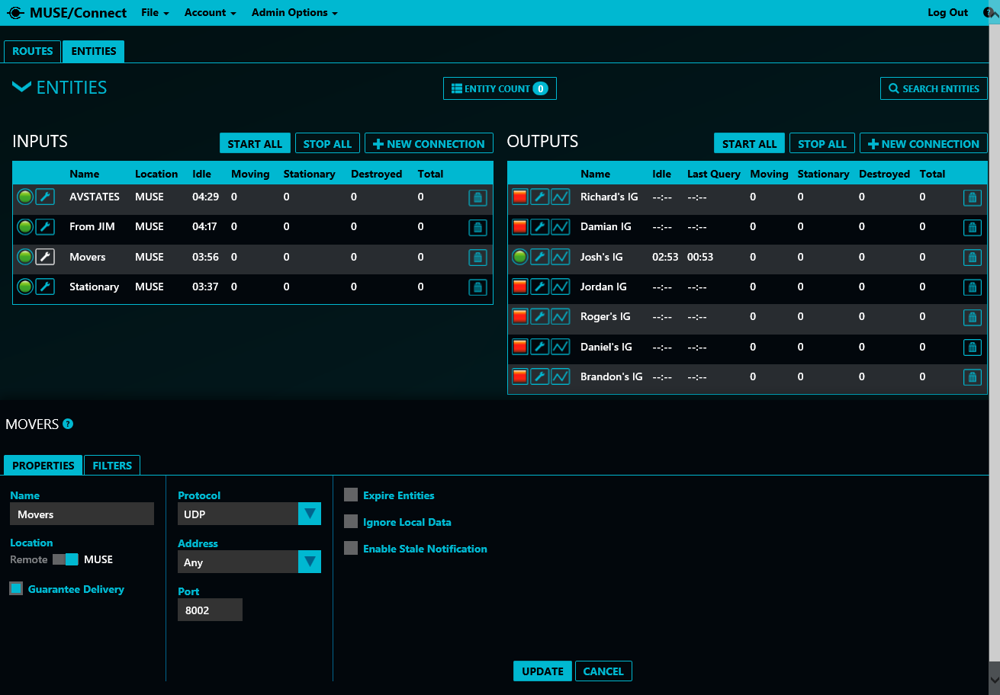 MUSE/Connect File Account Admin Options Log Out ?
ROUTES ENTITIES
ENTITIES ENTITY COUNT 0 SEARCH ENTITIES
INPUTS START ALL STOP ALL NEW CONNECTION
Name Location Idle Moving Stationary Destroyed Total
AVSTATES MUSE 04:29 0 0 0 0
From JIM MUSE 04:17 0 0 0 0
Movers MUSE 03:56 0 0 0 0
Stationary MUSE 03:37 0 0 0 0
OUTPUTS START ALL STOP ALL NEW CONNECTION
Name Idle Last Query Moving Stationary Destroyed Total
Richard's IG --:-- --:-- 0 0 0 0
Damian IG --:-- --:-- 0 0 0 0
Josh's IG 02:53 00:53 0 0 0 0
Jordan IG --:-- --:-- 0 0 0 0
Roger's IG --:-- --:-- 0 0 0 0
Daniel's IG --:-- --:-- 0 0 0 0
Brandon's IG --:-- --:-- 0 0 0 0
MOVERS ?
PROPERTIES FILTERS
Name
Movers
Location
Remote MUSE
Guarantee Delivery
Protocol
UDP
Address
Any
Port
8002
Expire Entities
Ignore Local Data
Enable Stale Notification
UPDATE CANCEL